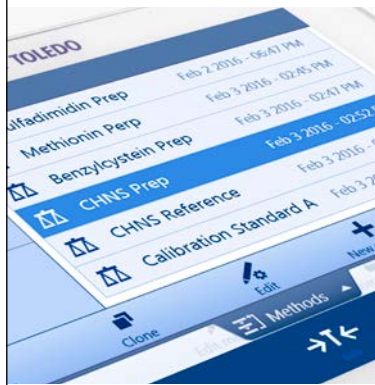 TOLEDO
lfadimidin Prep Feb 2 2016 - 06:47 PM
Methionin Perp Feb 3 2016 - 02:45 PM
Benzylcystein Prep Feb 3 2016 - 02:47 PM
CHNS Prep Feb 3 2016 - 02:52
CHNS Reference Feb 3 2016 -
Calibration Standard A Feb 3 2
Clone Edit New
Methods
→T←